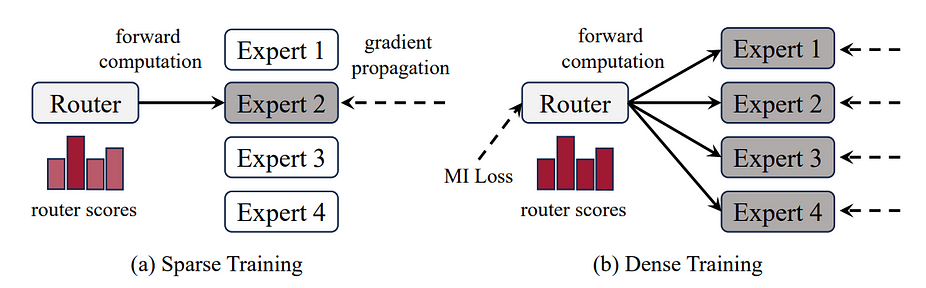 forward
computation
Router
router scores
Expert 1
Expert 2
Expert 3
Expert 4
gradient
propagation
(a) Sparse Training
forward
computation
Router
MI Loss
router scores
Expert 1
Expert 2
Expert 3
Expert 4
(b) Dense Training